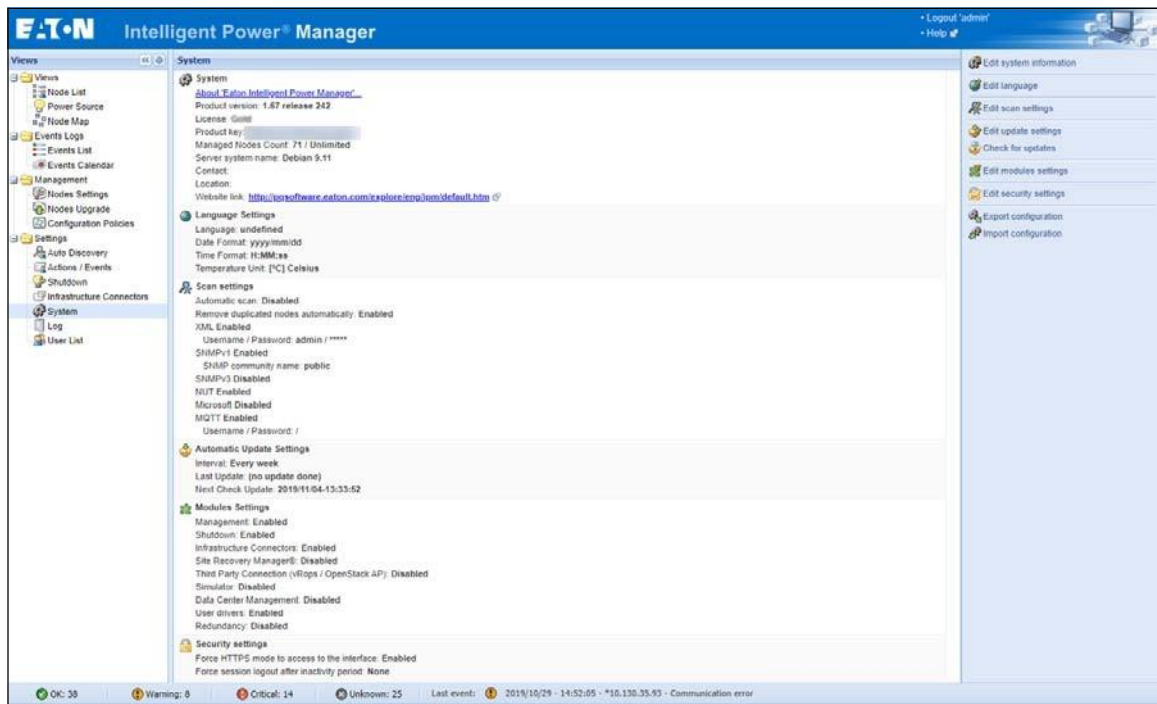 EATON Intelligent Power® Manager
• Logout 'admin'
• Help
Views
Views
Node List
Power Source
Node Map
Events Logs
Events List
Events Calendar
Management
Nodes Settings
Nodes Upgrade
Configuration Policies
Settings
Auto Discovery
Actions / Events
Shutdown
Infrastructure Connectors
System
Log
User List
System
System
About 'Eaton Intelligent Power Manager'...
Product version: 1.67 release 242
License: Gold
Product key:
Managed Nodes Count: 71 / Unlimited
Server system name: Debian 9.11
Contact:
Location:
Website link: http://pqsoftware.eaton.com/explore/eng/ipm/default.htm
Language Settings
Language: undefined
Date Format: yyyy/mm/dd
Time Format: H:MM:ss
Temperature Unit: [°C] Celsius
Scan settings
Automatic scan: Disabled
Remove duplicated nodes automatically: Enabled
XML Enabled
Username / Password: admin / *****
SNMPv1 Enabled
SNMP community name: public
SNMPv3 Disabled
NUT Enabled
Microsoft Disabled
MQTT Enabled
Username / Password: /
Automatic Update Settings
Interval: Every week
Last Update: (no update done)
Next Check Update: 2019/11/04-13:33:52
Modules Settings
Management: Enabled
Shutdown: Enabled
Infrastructure Connectors: Enabled
Site Recovery Manager®: Disabled
Third Party Connection (vRops / OpenStack AP): Disabled
Simulator: Disabled
Data Center Management: Disabled
User drivers: Enabled
Redundancy: Disabled
Security settings
Force HTTPS mode to access to the interface: Enabled
Force session logout after inactivity period: None
Edit system information
Edit language
Edit scan settings
Edit update settings
Check for updates
Edit modules settings
Edit security settings
Export configuration
Import configuration
OK: 38 Warning: 8 Critical: 14 Unknown: 25 Last event: 2019/10/29 - 14:52:05 - *10.130.35.93 - Communication error